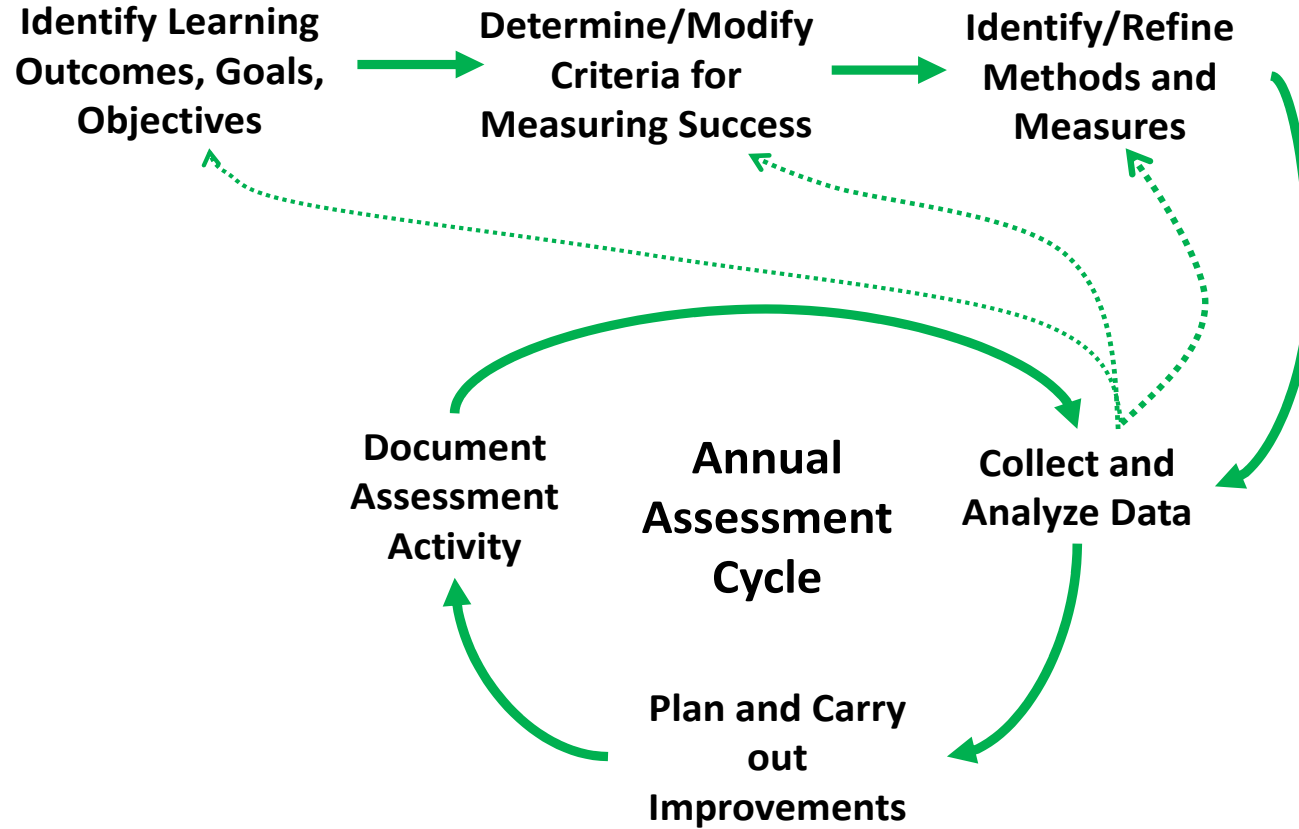 Identify Learning
Outcomes, Goals,
Objectives
Determine/Modify
Criteria for
Measuring Success
Identify/Refine
Methods and
Measures
Document
Assessment
Activity
Annual
Assessment
Cycle
Collect and
Analyze Data
Plan and Carry
out
Improvements